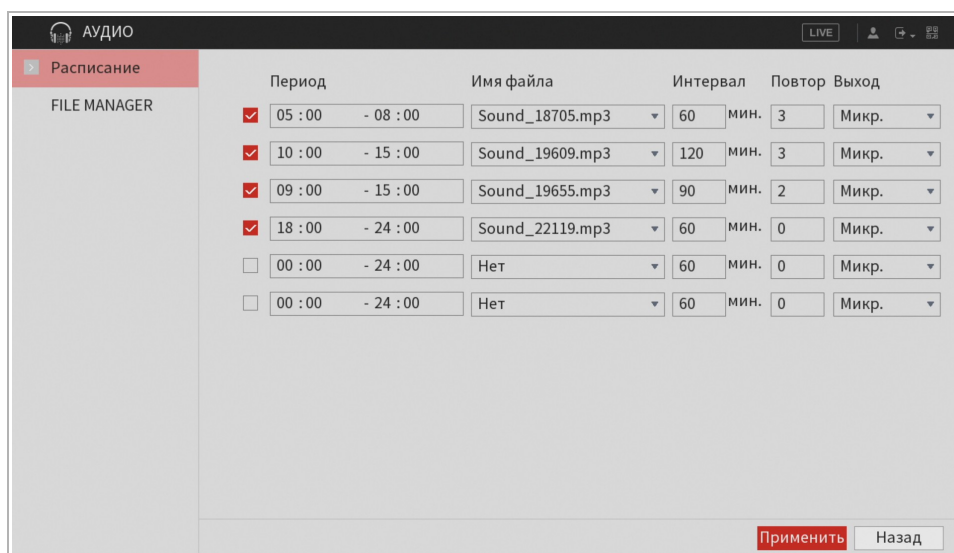 АУДИО LIVE
Расписание
FILE MANAGER
Период Имя файла Интервал Повтор Выход
05 : 00 - 08 : 00 Sound_18705.mp3 60 мин. 3 Микр.
10 : 00 - 15 : 00 Sound_19609.mp3 120 мин. 3 Микр.
09 : 00 - 15 : 00 Sound_19655.mp3 90 мин. 2 Микр.
18 : 00 - 24 : 00 Sound_22119.mp3 60 мин. 0 Микр.
00 : 00 - 24 : 00 Нет 60 мин. 0 Микр.
00 : 00 - 24 : 00 Нет 60 мин. 0 Микр.
Применить Назад